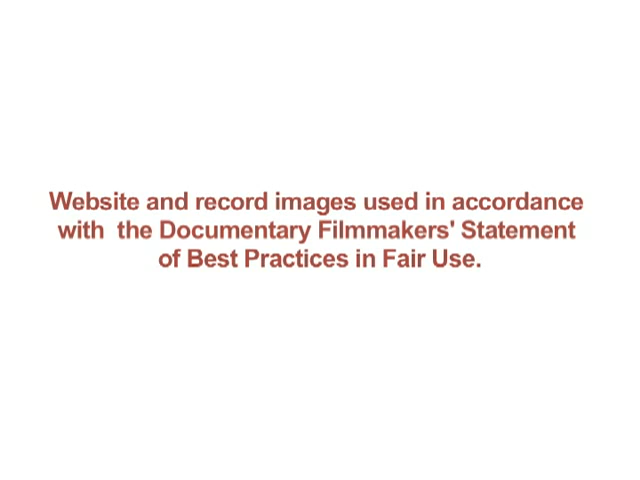 Website and record images used in accordance
with  the Documentary Filmmakers' Statement
of Best Practices in Fair Use.